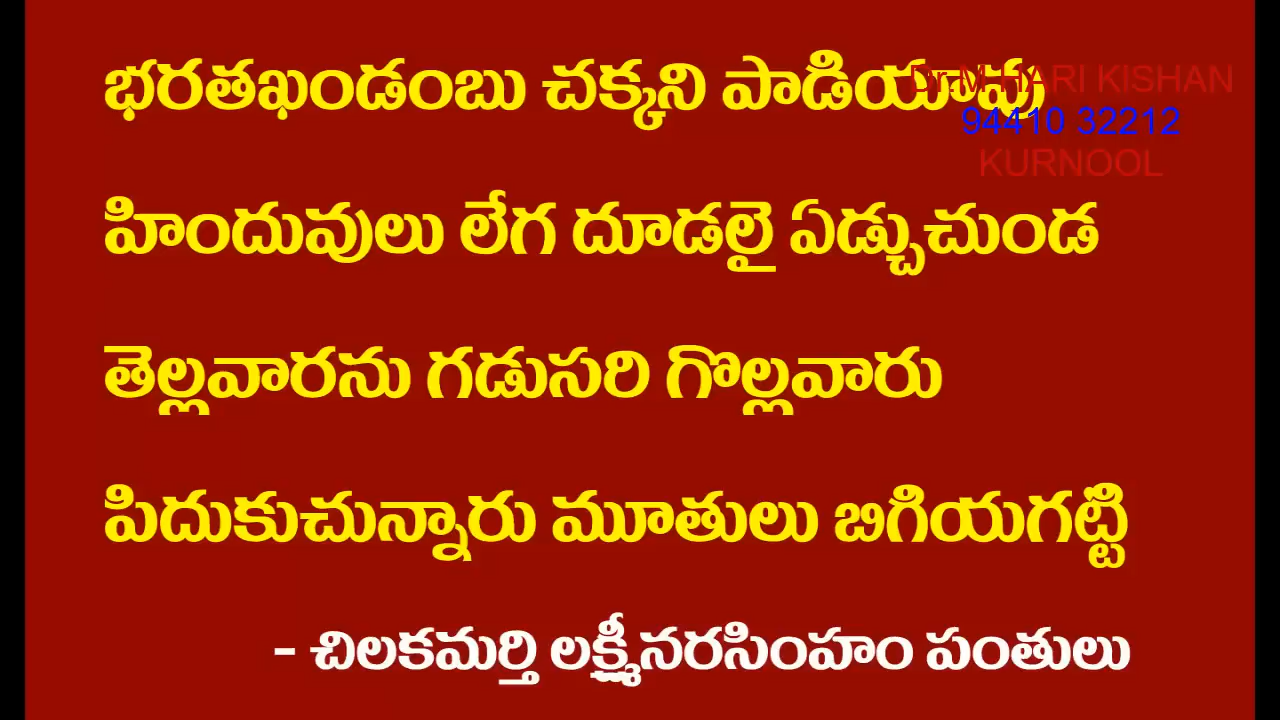 భరతఖండంబు చక్కని పాడియావు
Dr.M.HARI KISHAN
94410 32212
KURNOOL
హిందువులు లేగ దూడలై ఏడ్చుచుండ
తెల్లవారను గడుసరి గొల్లవారు
పిదుకుచున్నారు మూతులు బిగియగట్టి
- చిలకమర్తి లక్ష్మీనరసింహం పంతులు